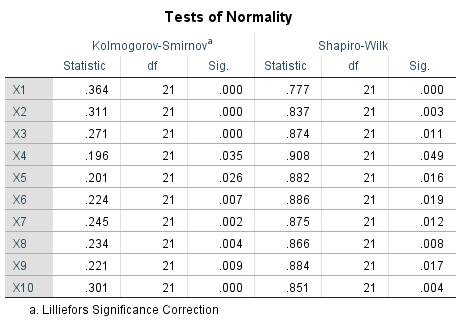 Tests of Normality
Kolmogorov-Smirnovª Shapiro-Wilk
Statistic df Sig. Statistic df Sig.
X1 .364 21 .000 .777 21 .000
X2 .311 21 .000 .837 21 .003
X3 .271 21 .000 .874 21 .011
X4 .196 21 .035 .908 21 .049
X5 .201 21 .026 .882 21 .016
X6 .224 21 .007 .886 21 .019
X7 .245 21 .002 .875 21 .012
X8 .234 21 .004 .866 21 .008
X9 .221 21 .009 .884 21 .017
X10 .301 21 .000 .851 21 .004
a. Lilliefors Significance Correction